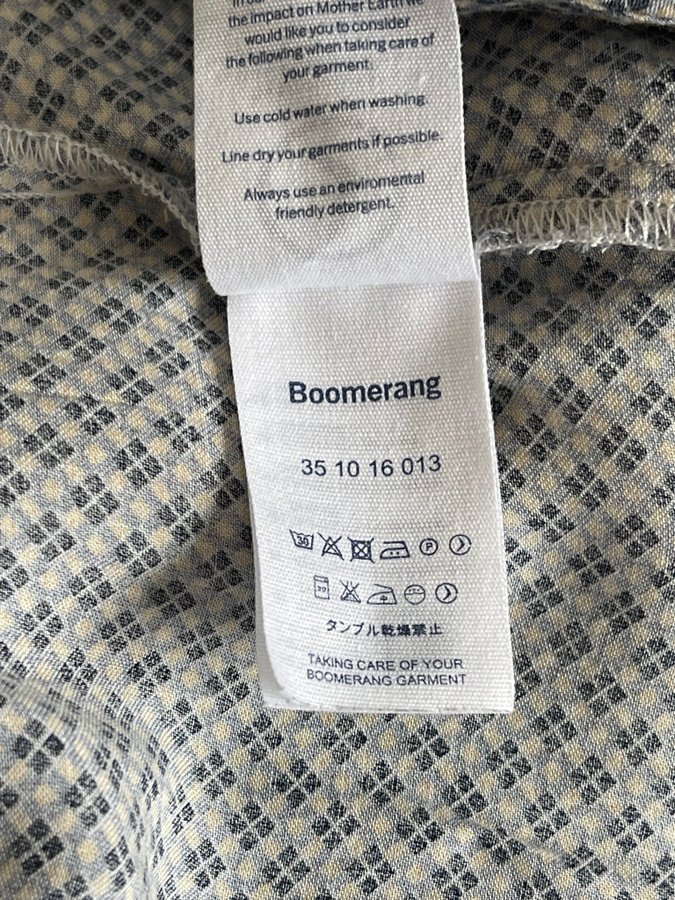 the impact on Mother Earth we
would like you to consider
the following when taking care of
your garment.
Use cold water when washing.
Line dry your garments if possible.
Always use an enviromental
friendly detergent.
Boomerang
35 10 16 013
30
P
タンブル乾燥禁止
TAKING CARE OF YOUR
BOOMERANG GARMENT